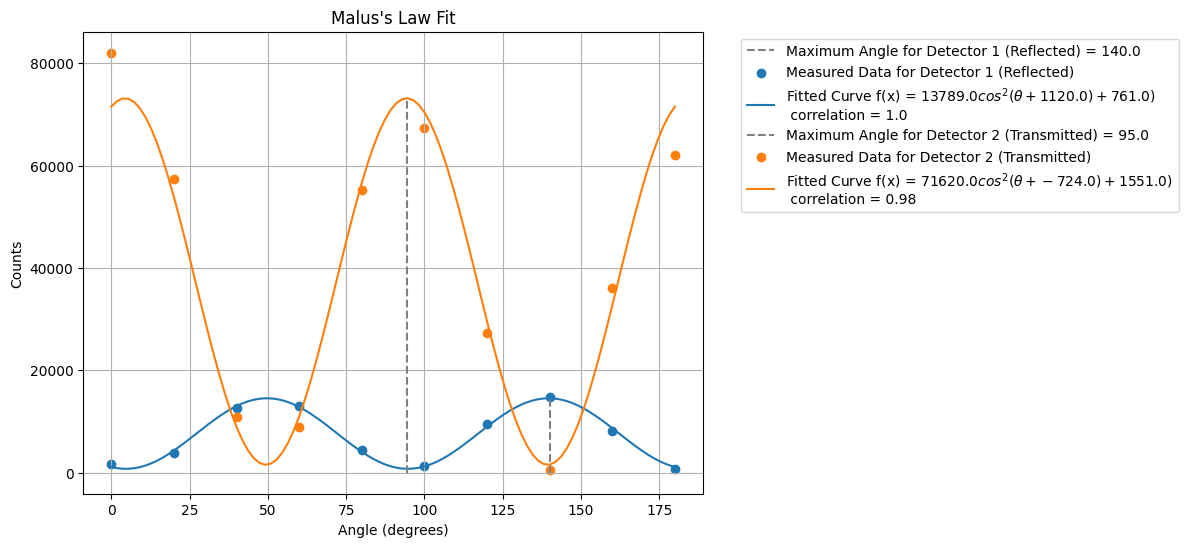 Malus's Law Fit
Maximum Angle for Detector 1 (Reflected) = 140.0
Measured Data for Detector 1 (Reflected)
Fitted Curve f(x) = 13789.0cos²(θ + 1120.0) + 761.0)
correlation = 1.0
Maximum Angle for Detector 2 (Transmitted) = 95.0
Measured Data for Detector 2 (Transmitted)
Fitted Curve f(x) = 71620.0cos²(θ + −724.0) + 1551.0)
correlation = 0.98
Counts
80000
60000
40000
20000
0
0 25 50 75 100 125 150 175
Angle (degrees)